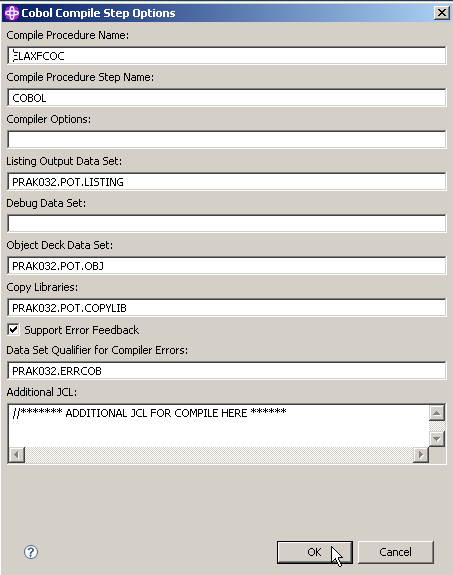 Cobol Compile Step Options
Compile Procedure Name:
ELAXFCOC
Compile Procedure Step Name:
COBOL
Compiler Options:
Listing Output Data Set:
PRAK032.POT.LISTING
Debug Data Set:
Object Deck Data Set:
PRAK032.POT.OBJ
Copy Libraries:
PRAK032.POT.COPYLIB
Support Error Feedback
Data Set Qualifier for Compiler Errors:
PRAK032.ERRCOB
Additional JCL:
//******* ADDITIONAL JCL FOR COMPILE HERE ******
?
OK
Cancel